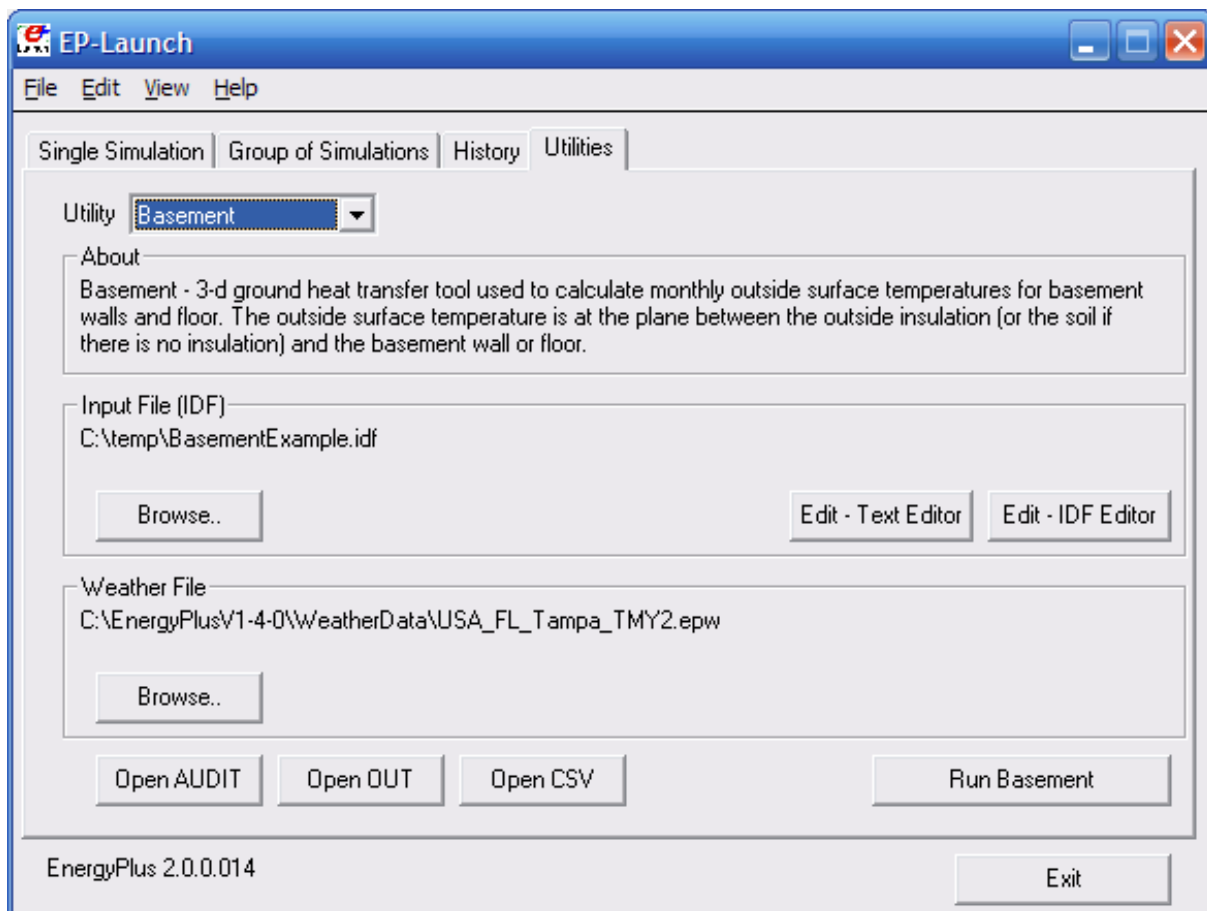 EP-Launch
File Edit View Help
Single Simulation Group of Simulations History Utilities
Utility Basement
About
Basement - 3-d ground heat transfer tool used to calculate monthly outside surface temperatures for basement
walls and floor. The outside surface temperature is at the plane between the outside insulation (or the soil if
there is no insulation) and the basement wall or floor.
Input File (IDF)
C:\temp\BasementExample.idf
Browse.. Edit - Text Editor Edit - IDF Editor
Weather File
C:\EnergyPlusV1-4-0\WeatherData\USA_FL_Tampa_TMY2.epw
Browse..
Open AUDIT Open OUT Open CSV Run Basement
EnergyPlus 2.0.0.014 Exit